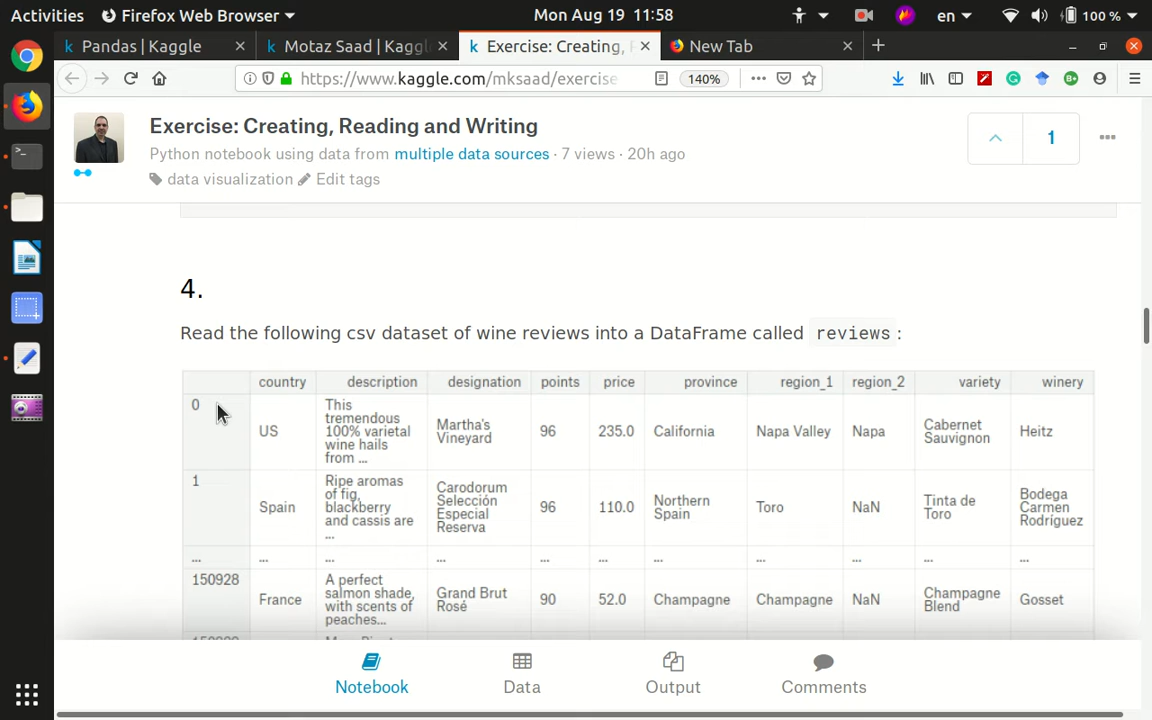 Activities Firefox Web Browser Mon Aug 19 11:58 en 100 %
Pandas | Kaggle Motaz Saad | Kaggl Exercise: Creating, New Tab
https://www.kaggle.com/mksaad/exercise 140%
Exercise: Creating, Reading and Writing
Python notebook using data from multiple data sources · 7 views · 20h ago
data visualization Edit tags
1
4.
Read the following csv dataset of wine reviews into a DataFrame called reviews :
country description designation points price province region_1 region_2 variety winery
0 US This tremendous 100% varietal wine hails from ... Martha's Vineyard 96 235.0 California Napa Valley Napa Cabernet Sauvignon Heitz
1 Spain Ripe aromas of fig, blackberry and cassis are ... Carodorum Selección Especial Reserva 96 110.0 Northern Spain Toro NaN Tinta de Toro Bodega Carmen Rodríguez
... ... ... ... ... ... ... ... ... ... ...
150928 France A perfect salmon shade, with scents of peaches... Grand Brut Rosé 90 52.0 Champagne Champagne NaN Champagne Blend Gosset
Notebook Data Output Comments